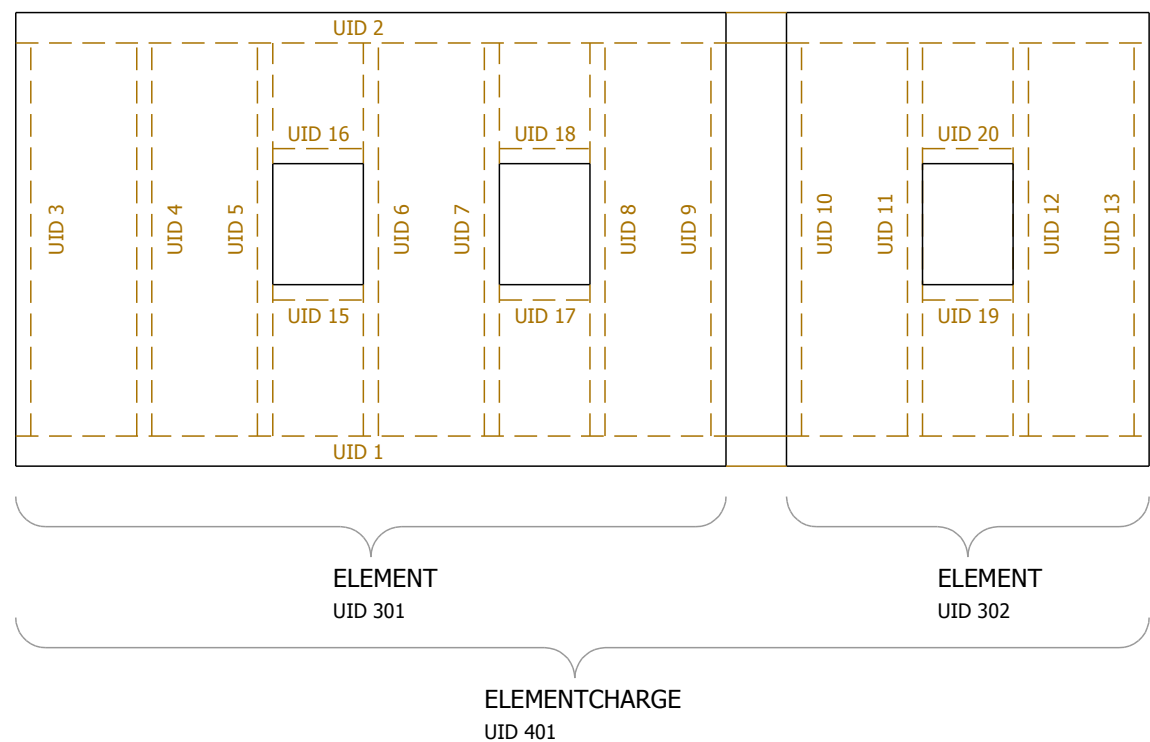 UID 2
UID 16
UID 18
UID 20
UID 3
UID 4
UID 5
UID 6
UID 7
UID 8
UID 9
UID 10
UID 11
UID 12
UID 13
UID 15
UID 17
UID 19
UID 1
ELEMENT
UID 301
ELEMENT
UID 302
ELEMENTCHARGE
UID 401